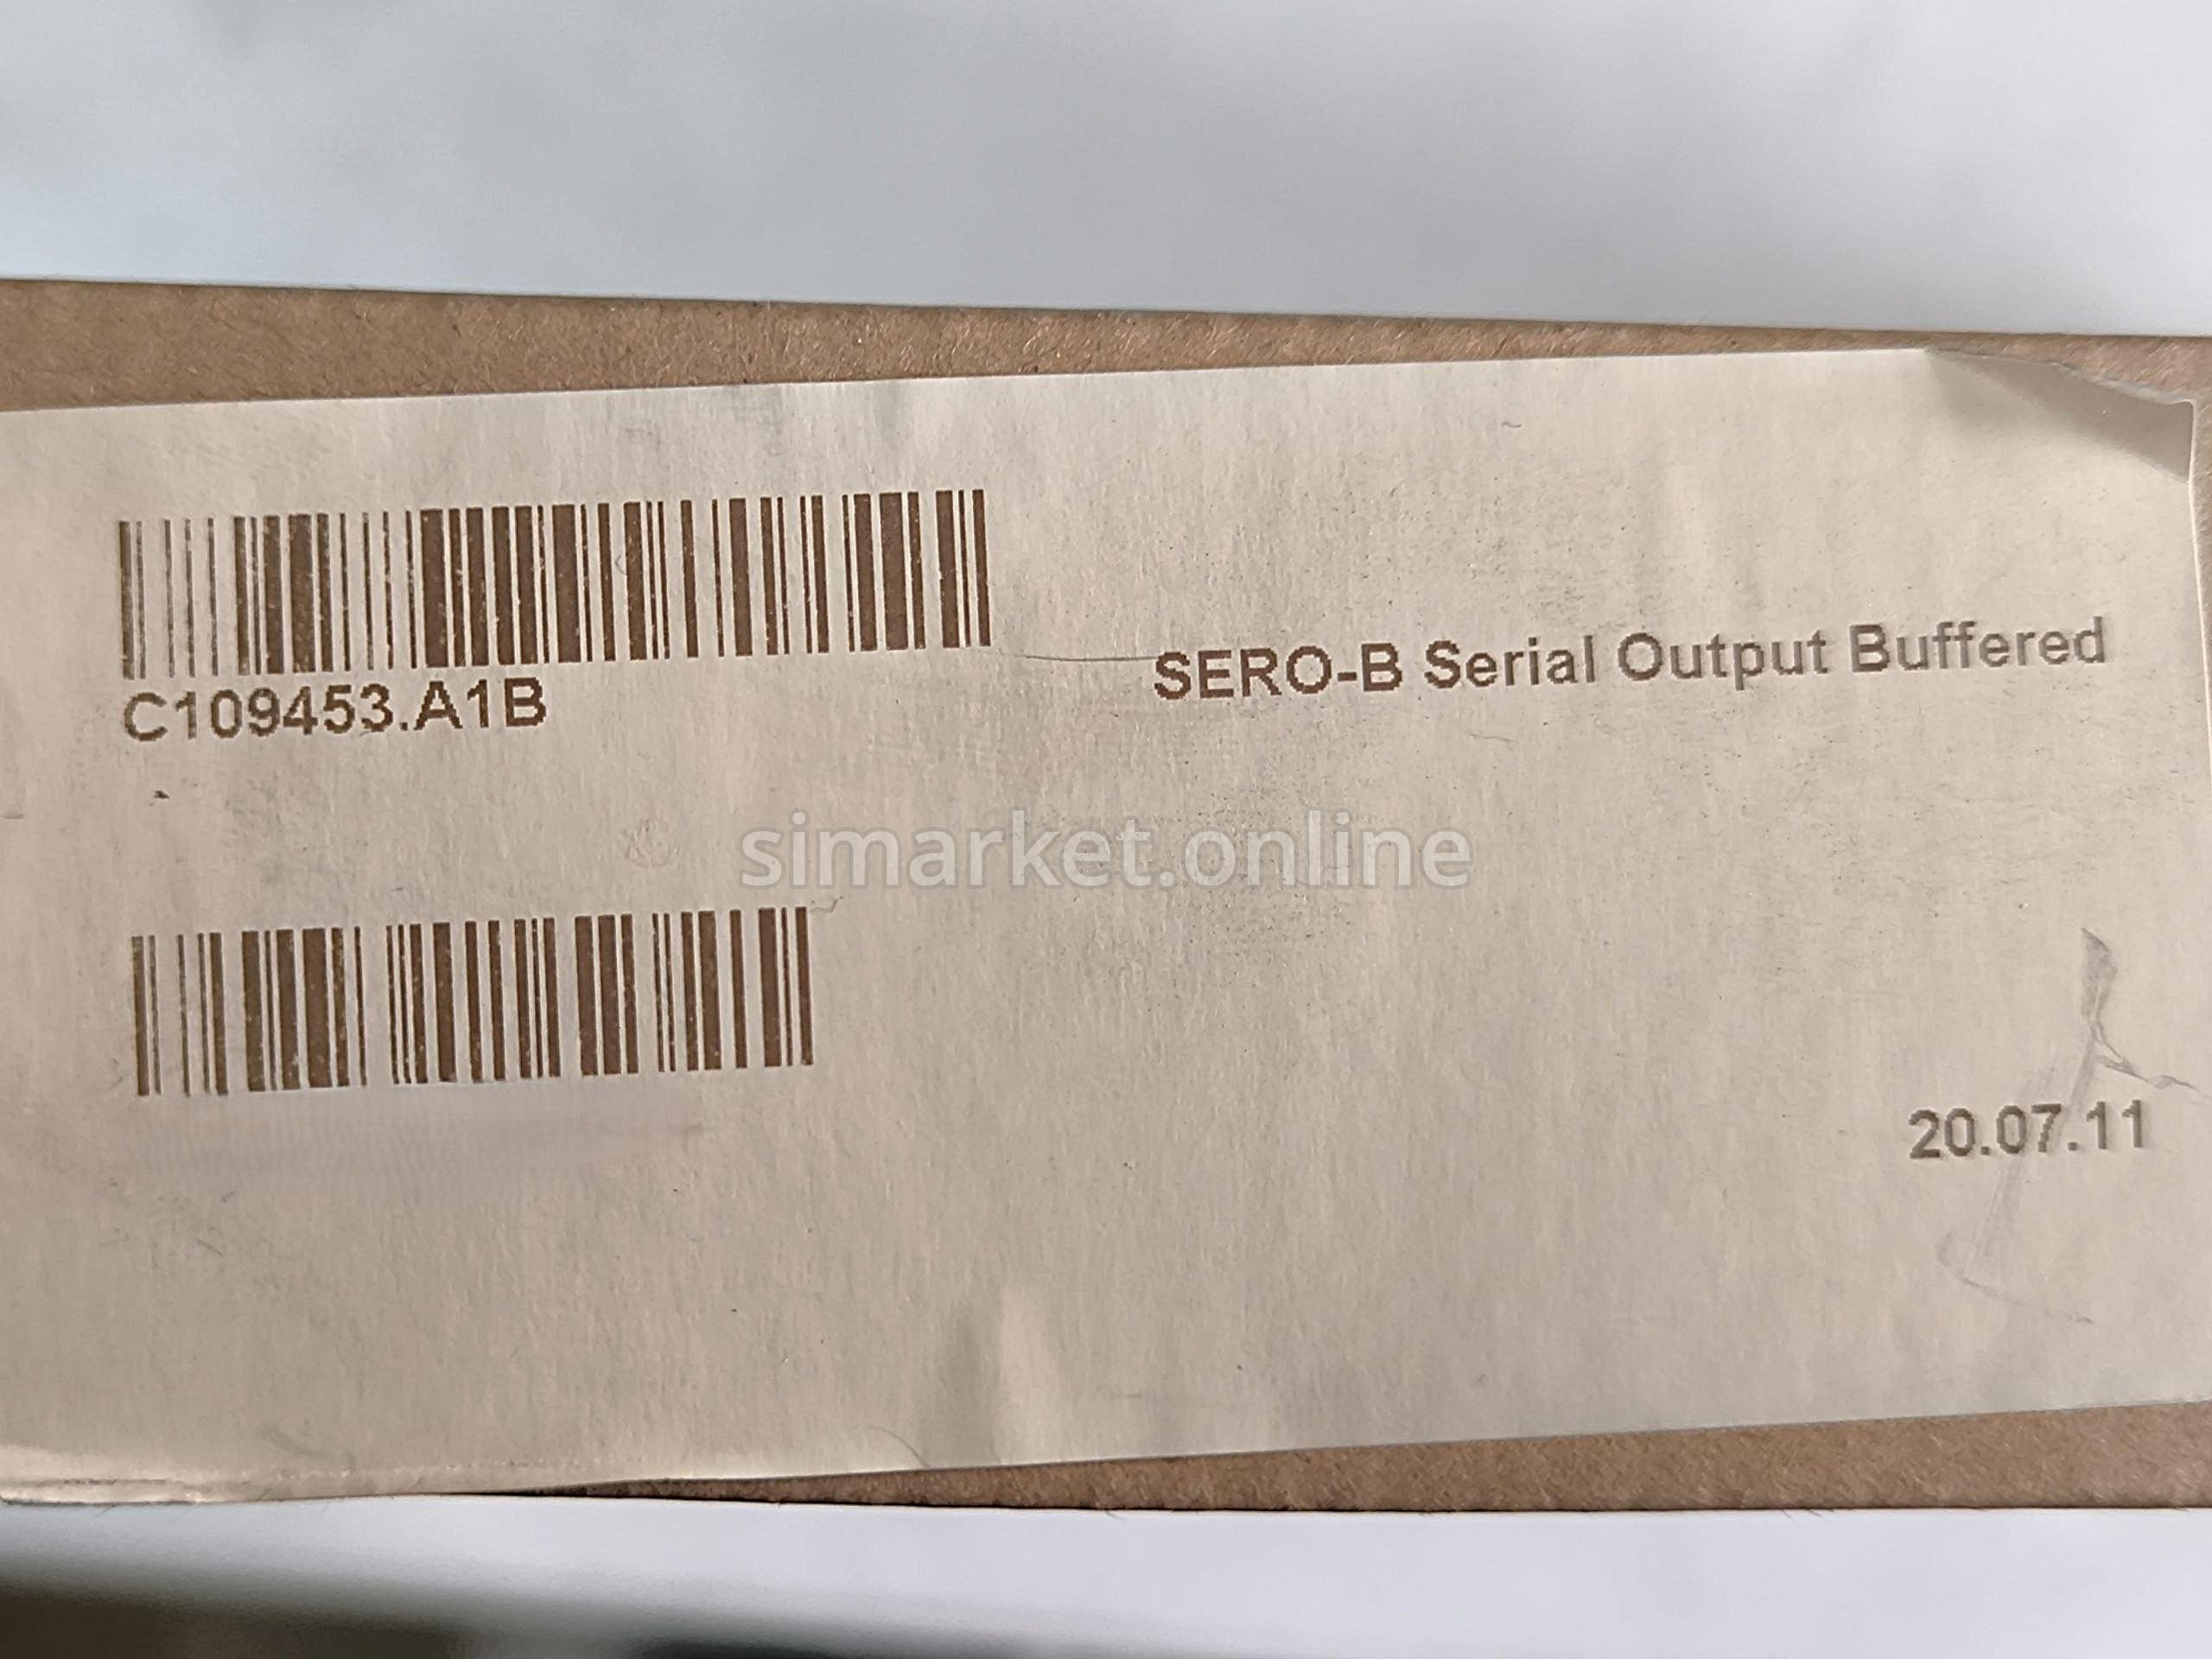 C109453.A1B
SERO-B Serial Output Buffered
simarket.online
20.07.11